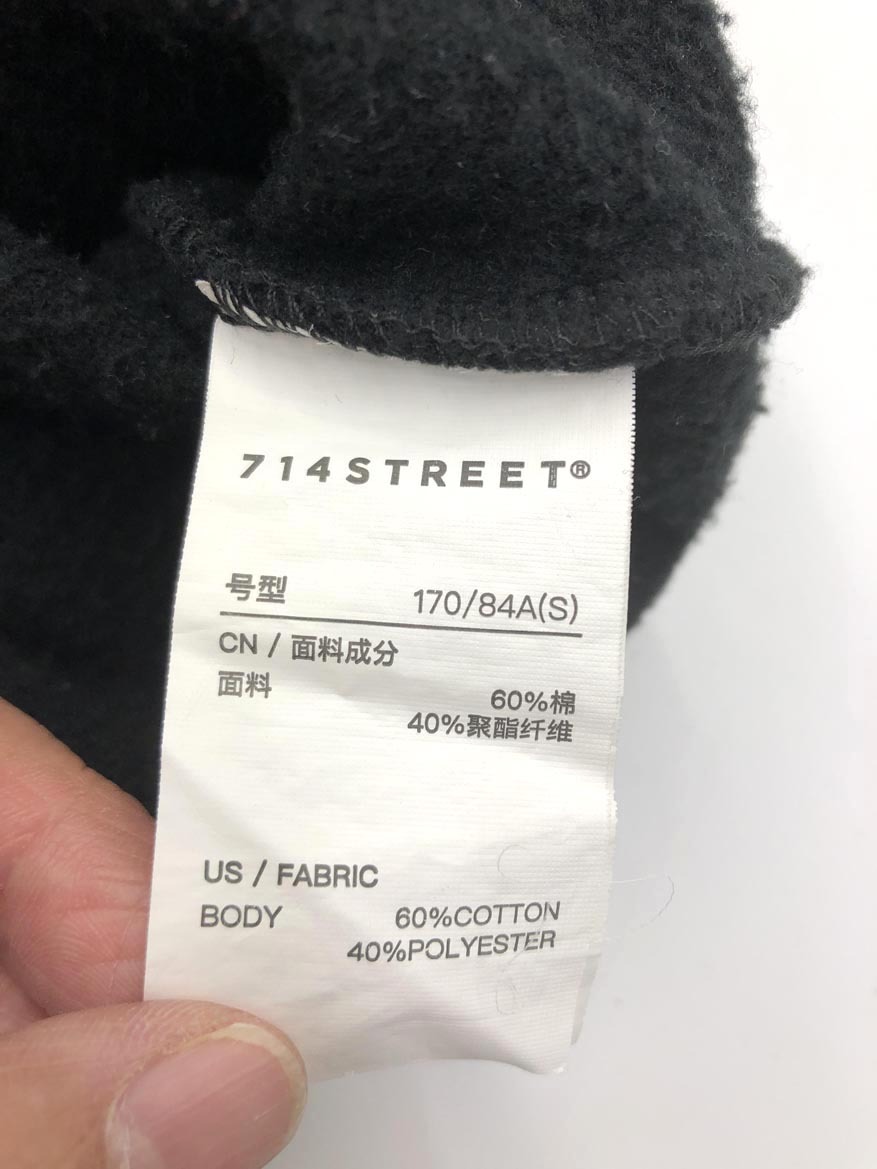 714STREET®
号型 170/84A(S)
CN / 面料成分
面料 60%棉
40%聚酯纤维
US / FABRIC
BODY 60%COTTON
40%POLYESTER